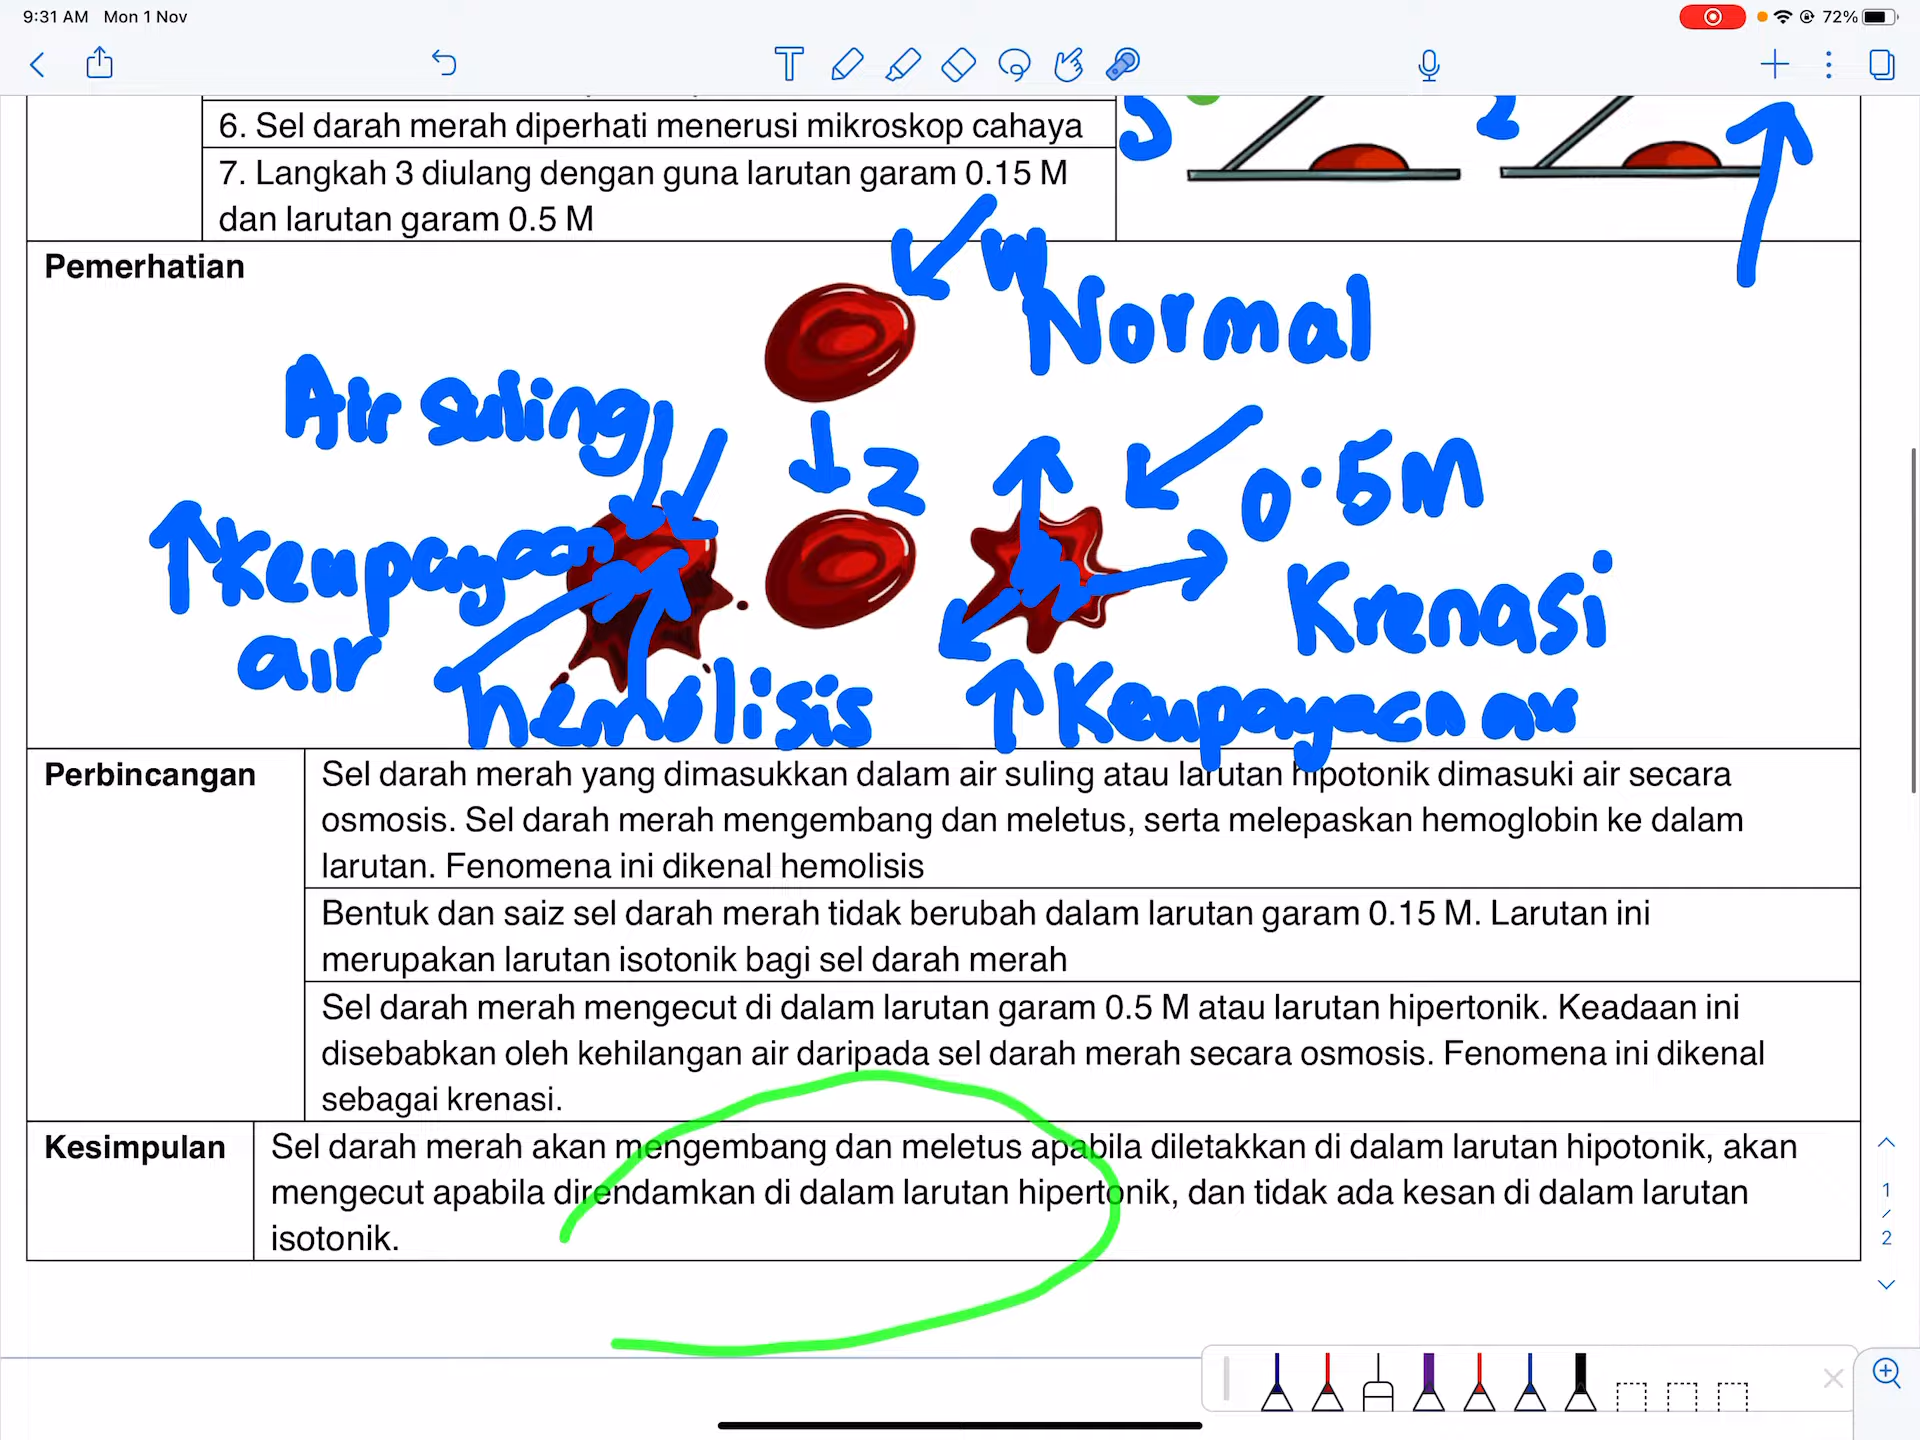 9:31 AM Mon 1 Nov
72%
6. Sel darah merah diperhati menerusi mikroskop cahaya
7. Langkah 3 diulang dengan guna larutan garam 0.15 M
dan larutan garam 0.5 M
Pemerhatian
Normal
Air suling
2
0.5M
↑Keupayaan
air
Krenasi
hemolisis
↑Keupayaan air
Perbincangan
Sel darah merah yang dimasukkan dalam air suling atau larutan hipotonik dimasuki air secara
osmosis. Sel darah merah mengembang dan meletus, serta melepaskan hemoglobin ke dalam
larutan. Fenomena ini dikenal hemolisis
Bentuk dan saiz sel darah merah tidak berubah dalam larutan garam 0.15 M. Larutan ini
merupakan larutan isotonik bagi sel darah merah
Sel darah merah mengecut di dalam larutan garam 0.5 M atau larutan hipertonik. Keadaan ini
disebabkan oleh kehilangan air daripada sel darah merah secara osmosis. Fenomena ini dikenal
sebagai krenasi.
Kesimpulan
Sel darah merah akan mengembang dan meletus apabila diletakkan di dalam larutan hipotonik, akan
mengecut apabila direndamkan di dalam larutan hipertonik, dan tidak ada kesan di dalam larutan
isotonik.
1
/
2